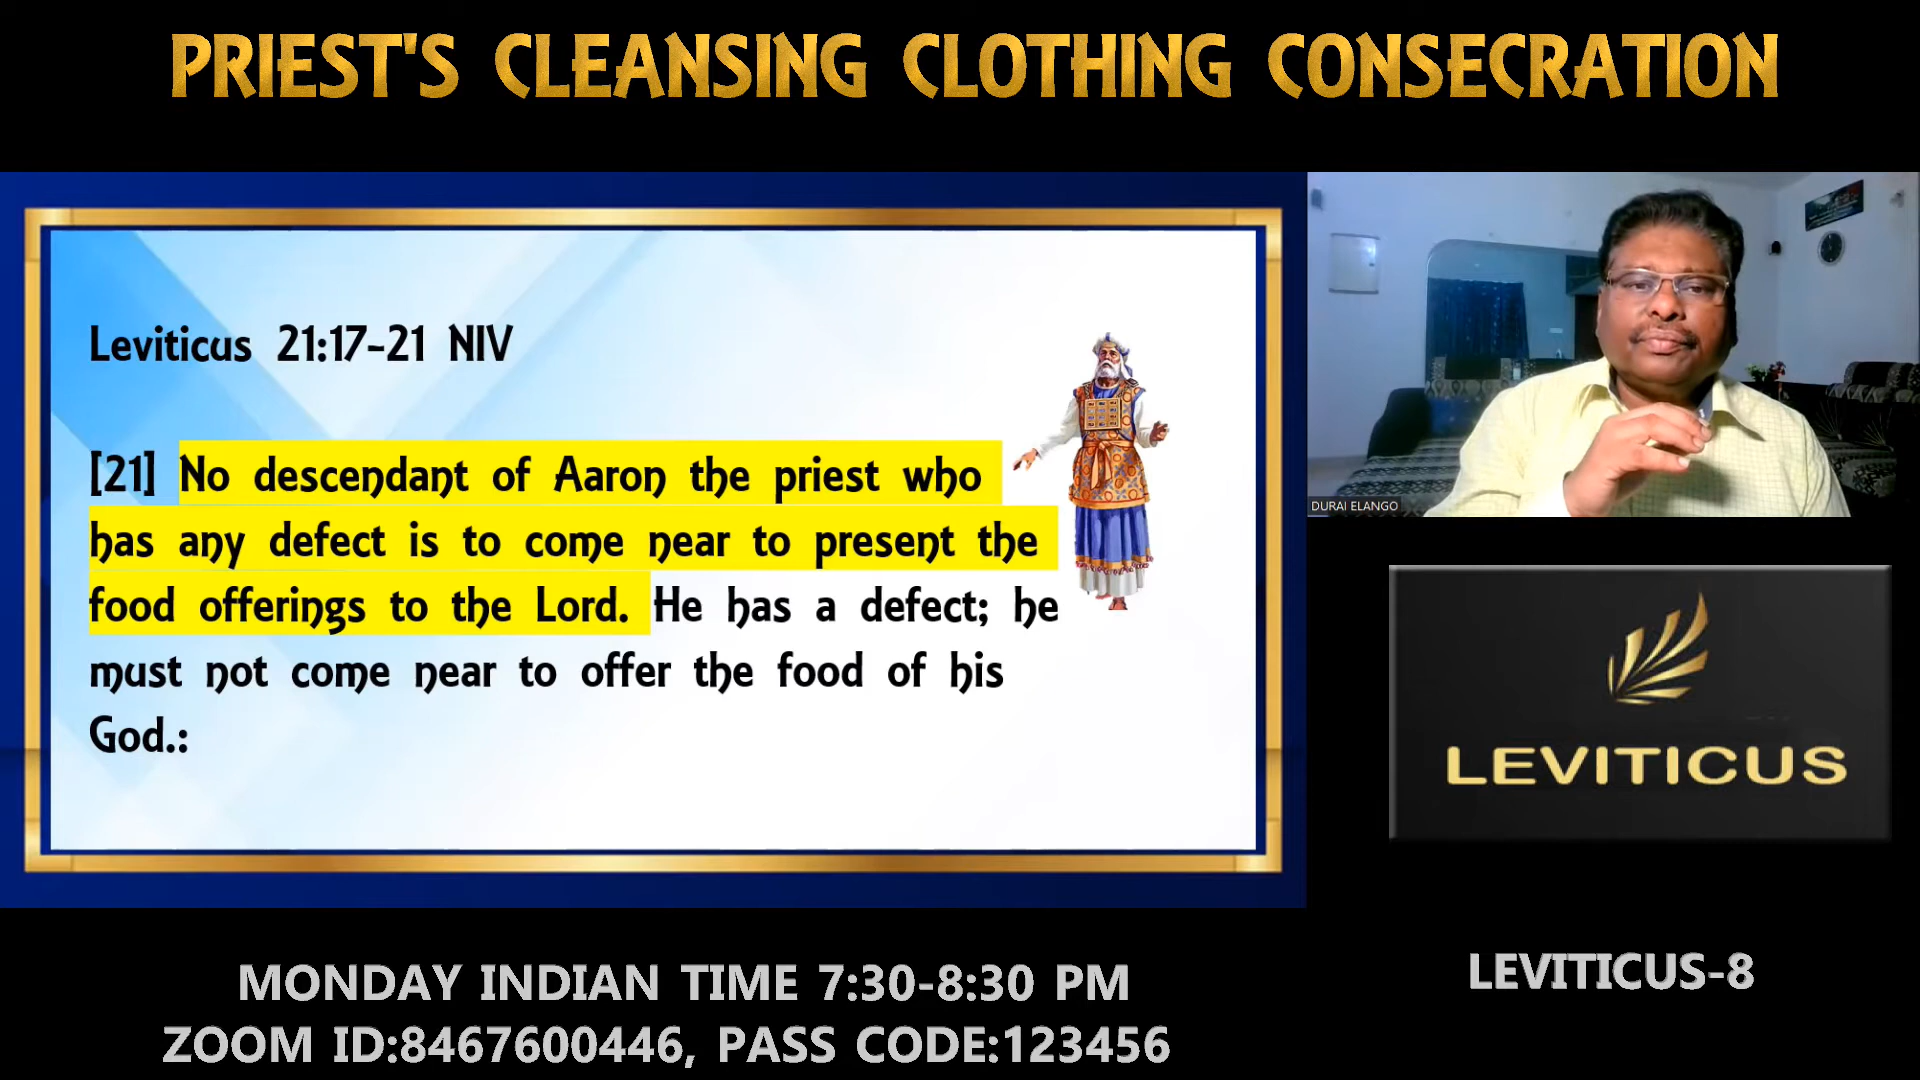 PRIEST'S CLEANSING CLOTHING CONSECRATION
Leviticus 21:17-21 NIV
[21] No descendant of Aaron the priest who
has any defect is to come near to present the
food offerings to the Lord. He has a defect; he
must not come near to offer the food of his
God.:
DURAI ELANGO
LEVITICUS
LEVITICUS-8
MONDAY INDIAN TIME 7:30-8:30 PM
ZOOM ID:8467600446, PASS CODE:123456